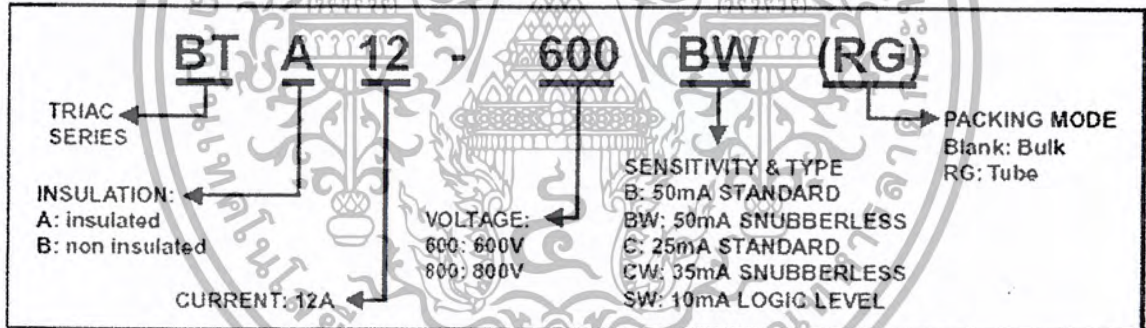 BT A 12 - 600 BW (RG)
TRIAC
SERIES
INSULATION:
A: insulated
B: non insulated
CURRENT: 12A
VOLTAGE:
600: 600V
800: 800V
SENSITIVITY & TYPE
B: 50mA STANDARD
BW: 50mA SNUBBERLESS
C: 25mA STANDARD
CW: 35mA SNUBBERLESS
SW: 10mA LOGIC LEVEL
PACKING MODE
Blank: Bulk
RG: Tube